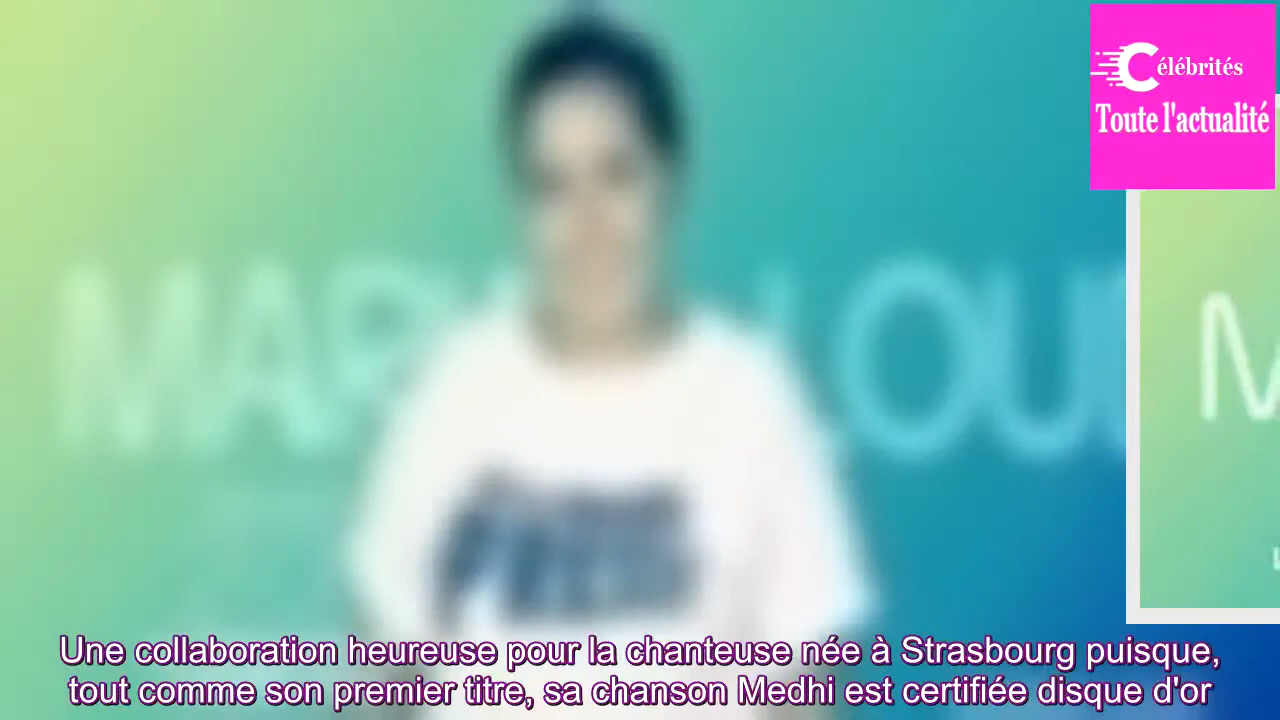 Célébrités
Toute l'actualité
M
Une collaboration heureuse pour la chanteuse née à Strasbourg puisque,
tout comme son premier titre, sa chanson Medhi est certifiée disque d'or